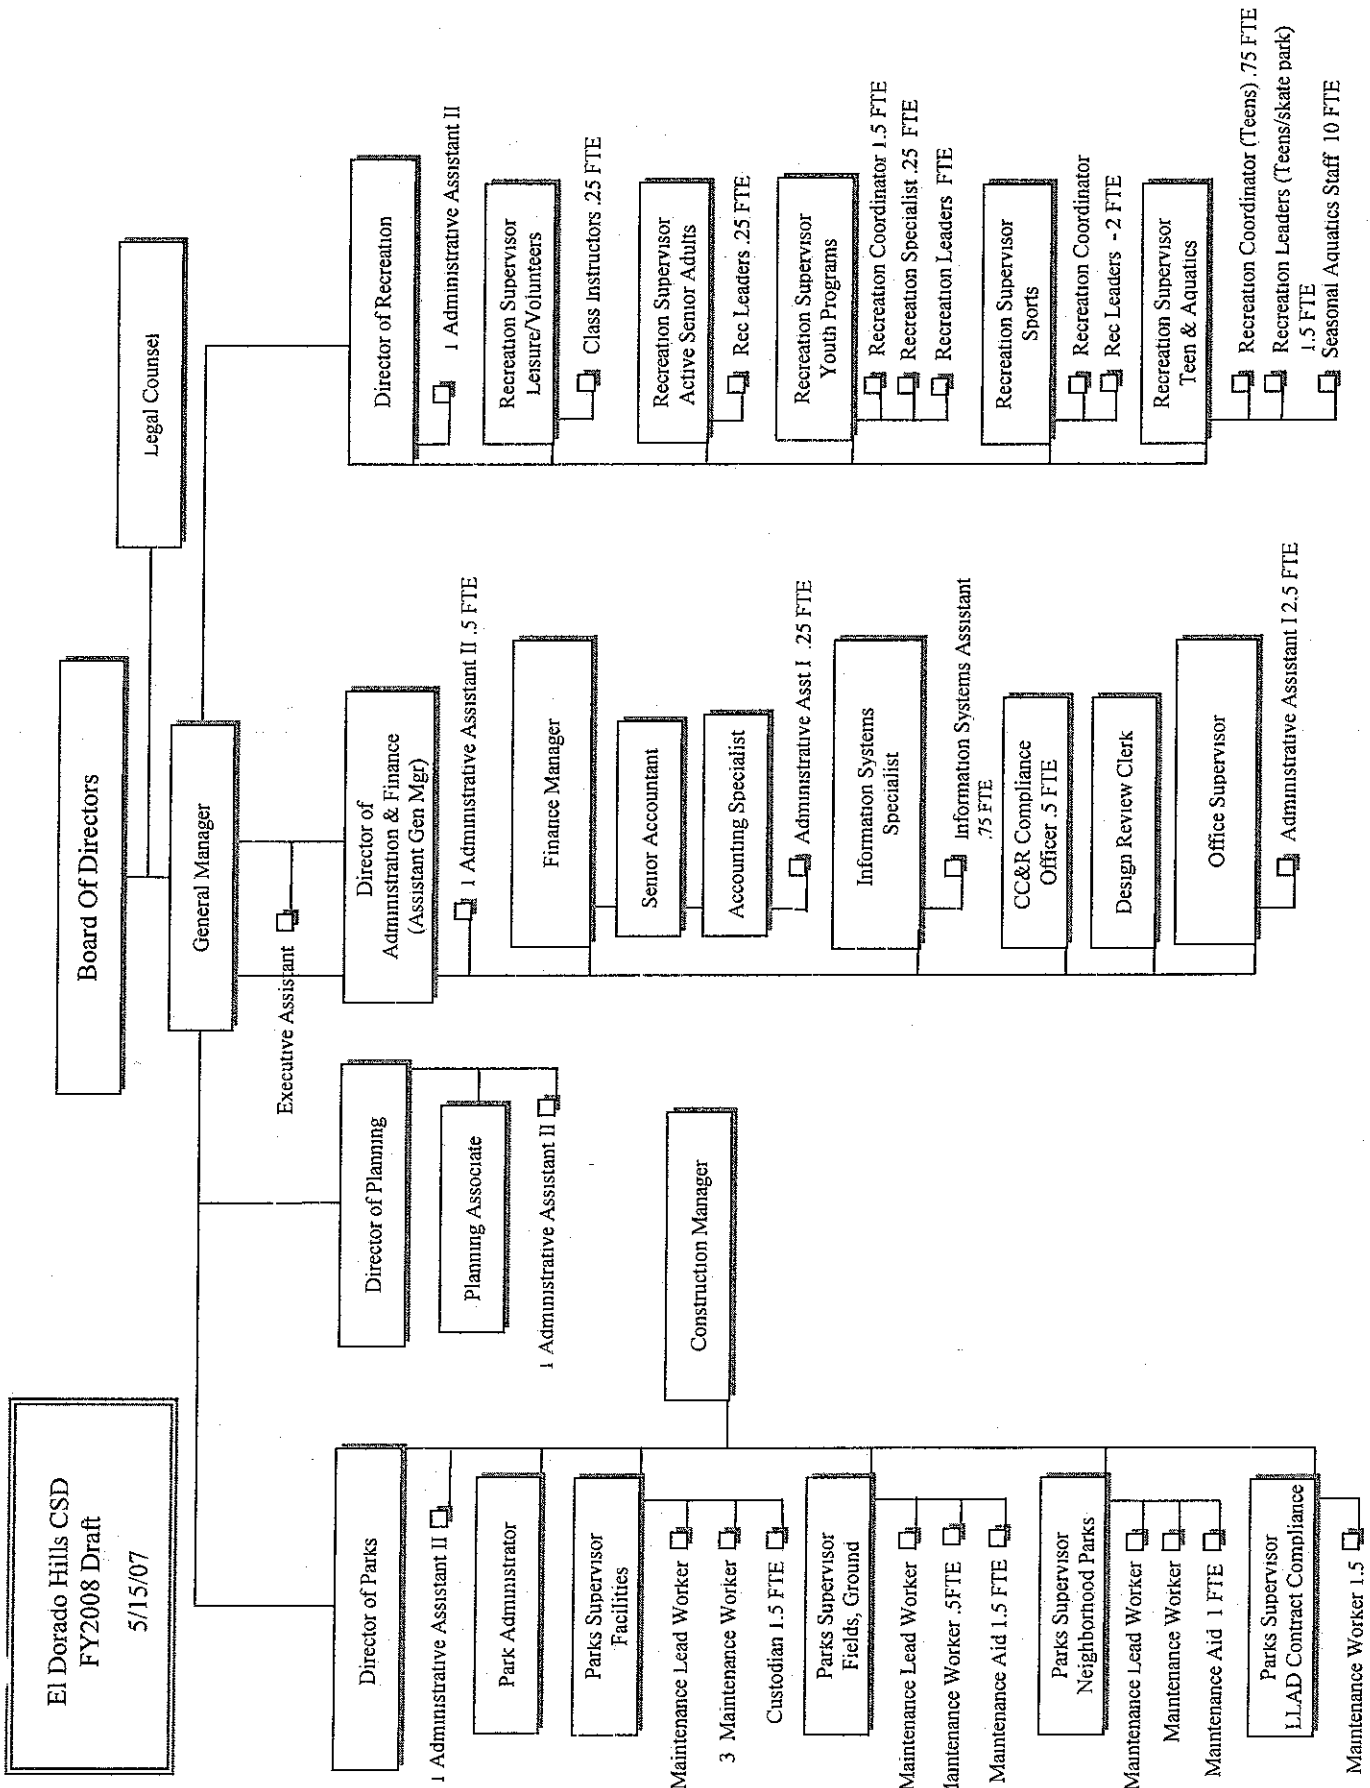 El Dorado Hills CSD
FY2008 Draft
5/15/07
Board Of Directors
Legal Counsel
General Manager
Executive Assistant
Director of Parks
1 Administrative Assistant II
Park Administrator
Parks Supervisor
Facilities
Maintenance Lead Worker
3 Maintenance Worker
Custodian 1.5 FTE
Parks Supervisor
Fields, Ground
Maintenance Lead Worker
Maintenance Worker .5FTE
Maintenance Aid 1.5 FTE
Parks Supervisor
Neighborhood Parks
Maintenance Lead Worker
Maintenance Worker
Maintenance Aid 1 FTE
Parks Supervisor
LLAD Contract Compliance
Maintenance Worker 1.5
Construction Manager
Director of Planning
Planning Associate
1 Administrative Assistant II
Director of
Administration & Finance
(Assistant Gen Mgr)
1 Administrative Assistant II .5 FTE
Finance Manager
Senior Accountant
Accounting Specialist
Administrative Asst I .25 FTE
Information Systems
Specialist
Information Systems Assistant
.75 FTE
CC&R Compliance
Officer .5 FTE
Design Review Clerk
Office Supervisor
Administrative Assistant I 2.5 FTE
Director of Recreation
1 Administrative Assistant II
Recreation Supervisor
Leisure/Volunteers
Class Instructors .25 FTE
Recreation Supervisor
Active Senior Adults
Rec Leaders .25 FTE
Recreation Supervisor
Youth Programs
Recreation Coordinator 1.5 FTE
Recreation Specialist .25 FTE
Recreation Leaders FTE
Recreation Supervisor
Sports
Recreation Coordinator
Rec Leaders - 2 FTE
Recreation Supervisor
Teen & Aquatics
Recreation Coordinator (Teens) .75 FTE
Recreation Leaders (Teens/skate park)
1.5 FTE
Seasonal Aquatics Staff 10 FTE